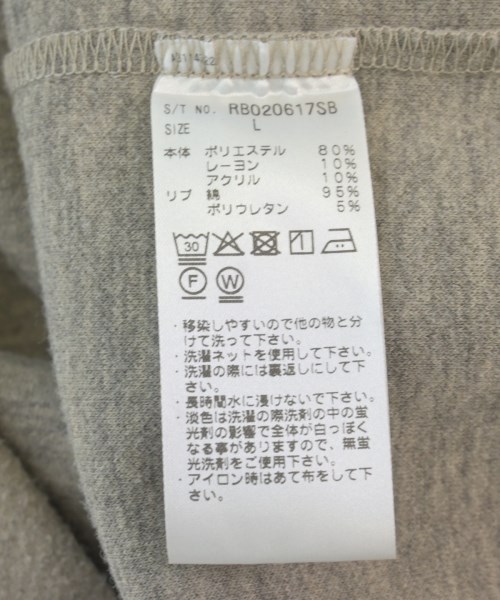 S/T NO. RB020617SB
SIZE L
本体 ポリエステル 80%
レーヨン 10%
アクリル 10%
リブ 綿 95%
ポリウレタン 5%
30
F W
・移染しやすいので他の物と分
けて洗って下さい。
・洗濯ネットを使用して下さい。
・洗濯の際には裏返しにして下
さい。
・長時間水に浸けないで下さい。
・淡色は洗濯の際洗剤の中の蛍
光剤の影響で全体が白っぽく
なる事がありますので、無蛍
光洗剤をご使用下さい。
・アイロン時はあて布をして下
さい。